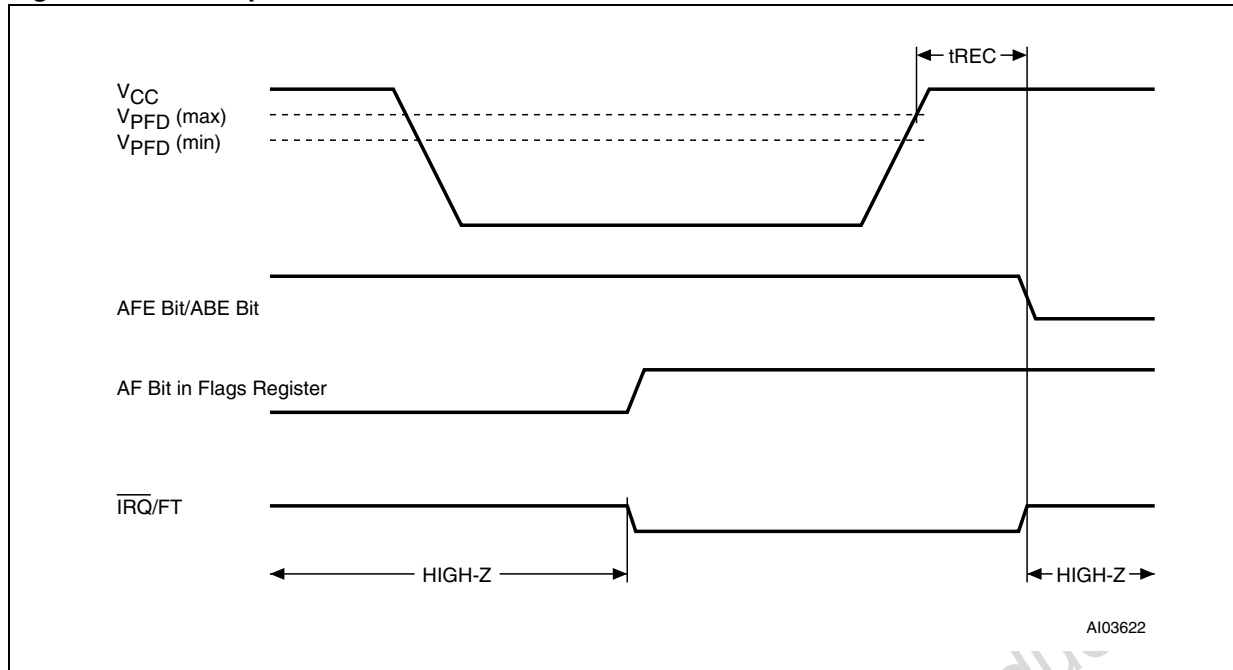 tREC
VCC
VPFD (max)
VPFD (min)
AFE Bit/ABE Bit
AF Bit in Flags Register
IRQ/FT
HIGH-Z
HIGH-Z
AI03622